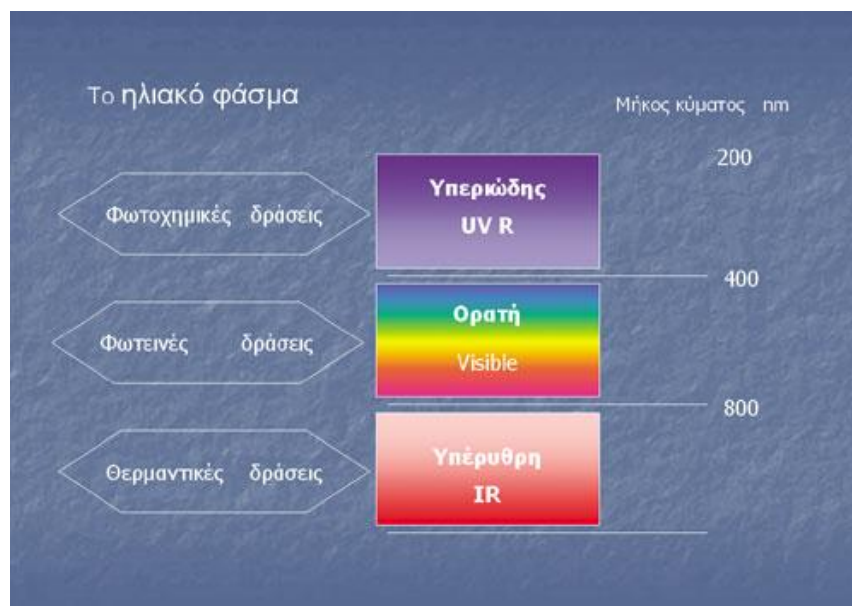 Το ηλιακό φάσμα
Μήκος κύματος nm
200
Φωτοχημικές δράσεις
Υπεριώδης
UV R
400
Φωτεινές δράσεις
Ορατή
Visible
800
Θερμαντικές δράσεις
Υπέρυθρη
IR